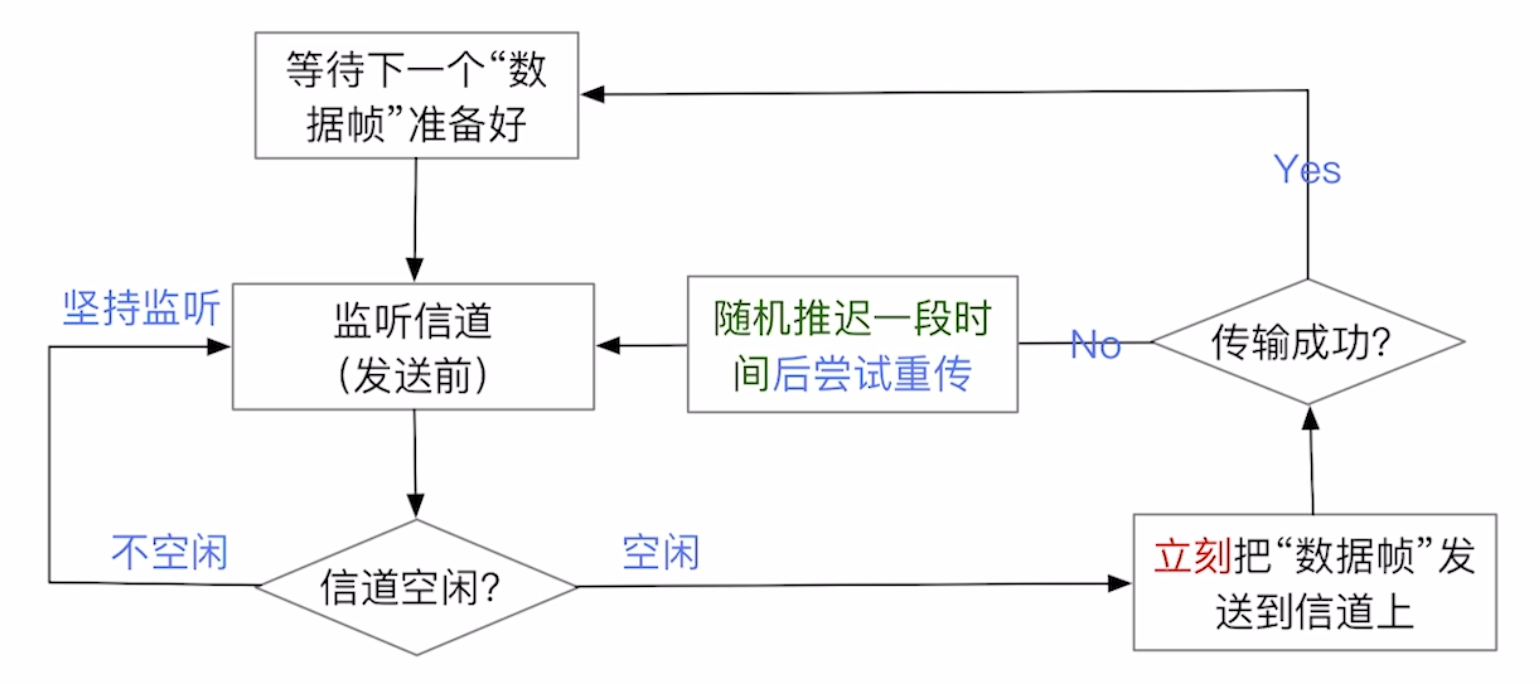 等待下一个“数
据帧”准备好
Yes
坚持监听
监听信道
（发送前）
随机推迟一段时
间后尝试重传
No
传输成功？
不空闲
信道空闲？
空闲
立刻把“数据帧”发
送到信道上